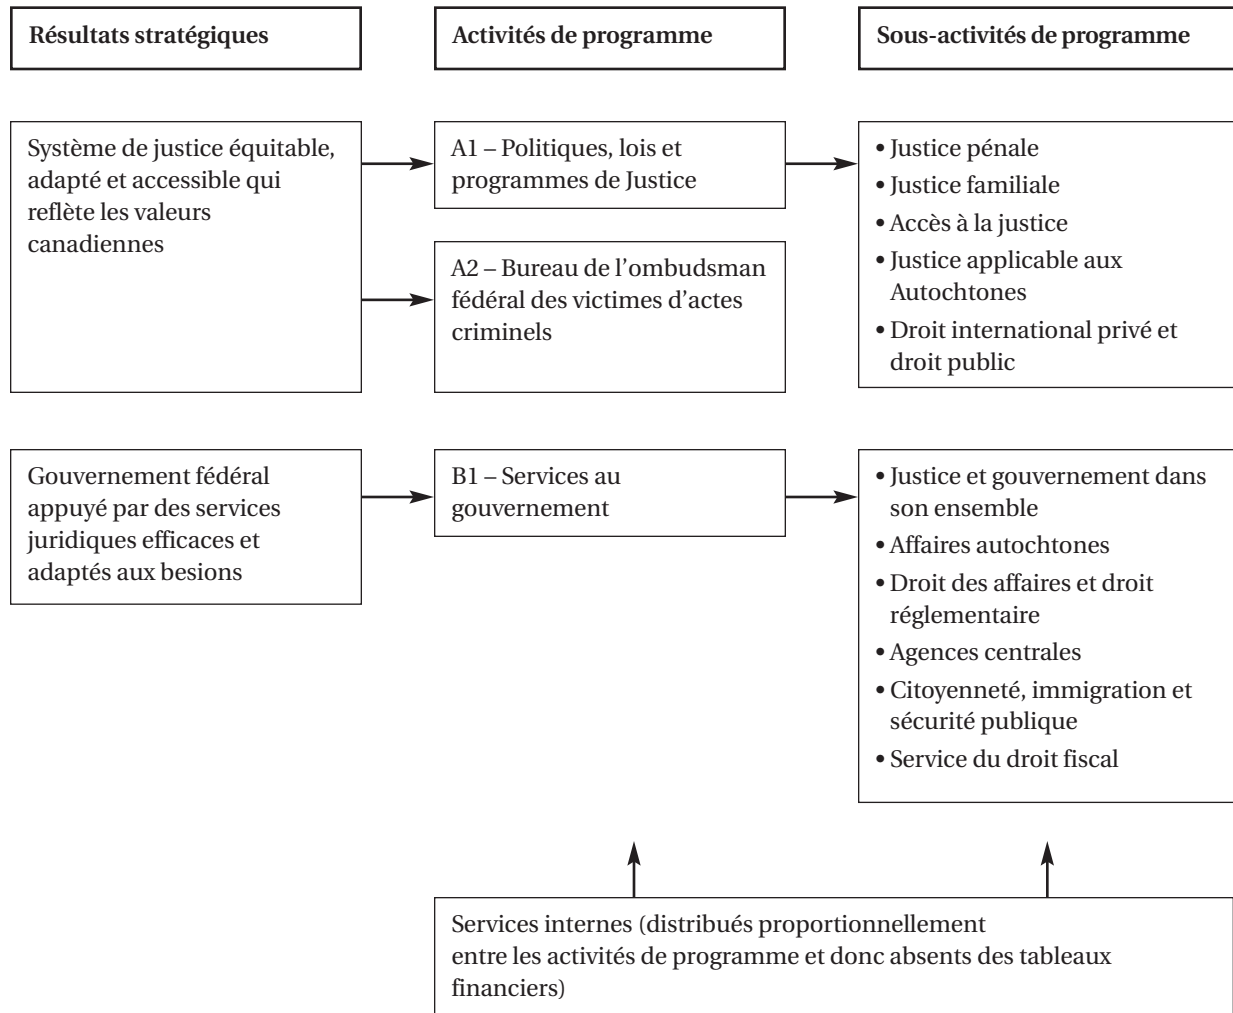 Résultats stratégiques
Activités de programme
Sous-activités de programme
Système de justice équitable,
adapté et accessible qui
reflète les valeurs
canadiennes
A1 – Politiques, lois et
programmes de Justice
A2 – Bureau de l'ombudsman
fédéral des victimes d'actes
criminels
• Justice pénale
• Justice familiale
• Accès à la justice
• Justice applicable aux
Autochtones
• Droit international privé et
droit public
Gouvernement fédéral
appuyé par des services
juridiques efficaces et
adaptés aux besions
B1 – Services au
gouvernement
• Justice et gouvernement dans
son ensemble
• Affaires autochtones
• Droit des affaires et droit
réglementaire
• Agences centrales
• Citoyenneté, immigration et
sécurité publique
• Service du droit fiscal
Services internes (distribués proportionnellement
entre les activités de programme et donc absents des tableaux
financiers)